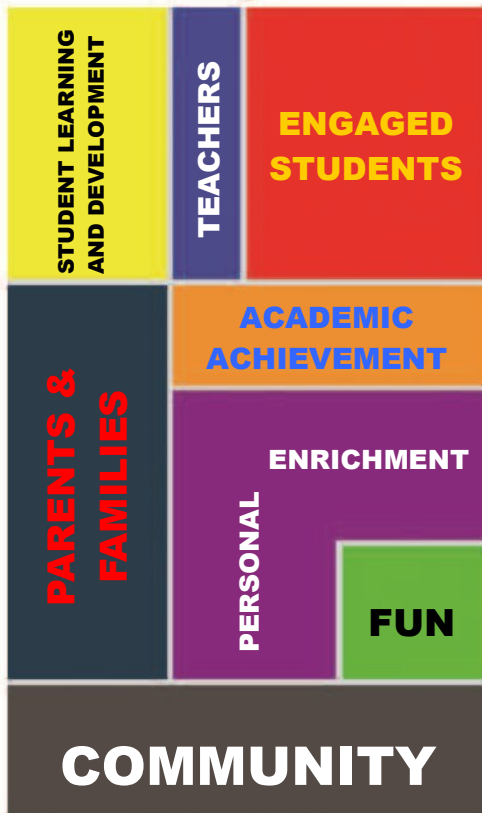 STUDENT LEARNING
AND DEVELOPMENT
TEACHERS
ENGAGED
STUDENTS
PARENTS &
FAMILIES
ACADEMIC
ACHIEVEMENT
ENRICHMENT
PERSONAL
FUN
COMMUNITY